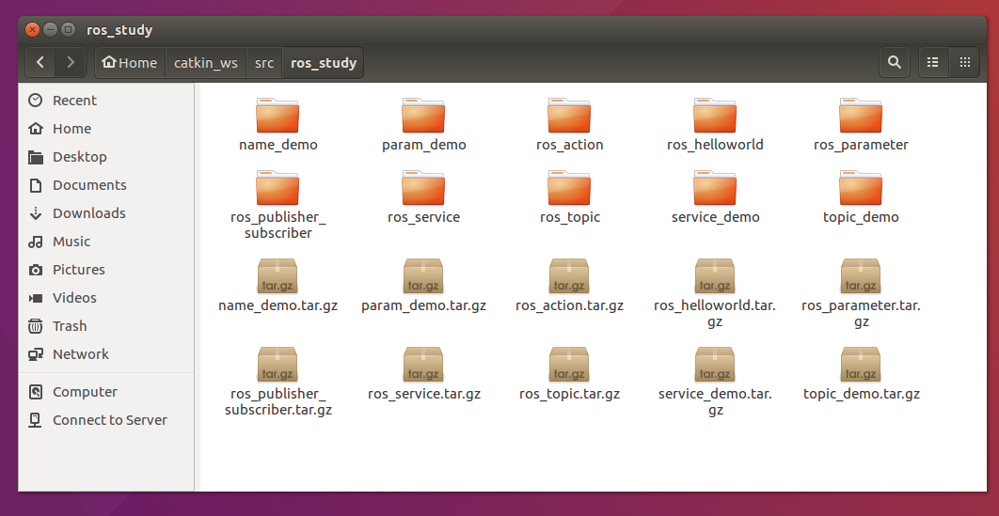 ros_study
Home catkin_ws src ros_study
Recent
Home
Desktop
Documents
Downloads
Music
Pictures
Videos
Trash
Network
Computer
Connect to Server
name_demo param_demo ros_action ros_helloworld ros_parameter
ros_publisher_ ros_service ros_topic service_demo topic_demo
subscriber
tar.gz tar.gz tar.gz tar.gz tar.gz
name_demo.tar.gz param_demo.tar.gz ros_action.tar.gz ros_helloworld.tar. ros_parameter.tar.
gz gz
tar.gz tar.gz tar.gz tar.gz tar.gz
ros_publisher_ ros_service.tar.gz ros_topic.tar.gz service_demo.tar. topic_demo.tar.gz
subscriber.tar.gz gz